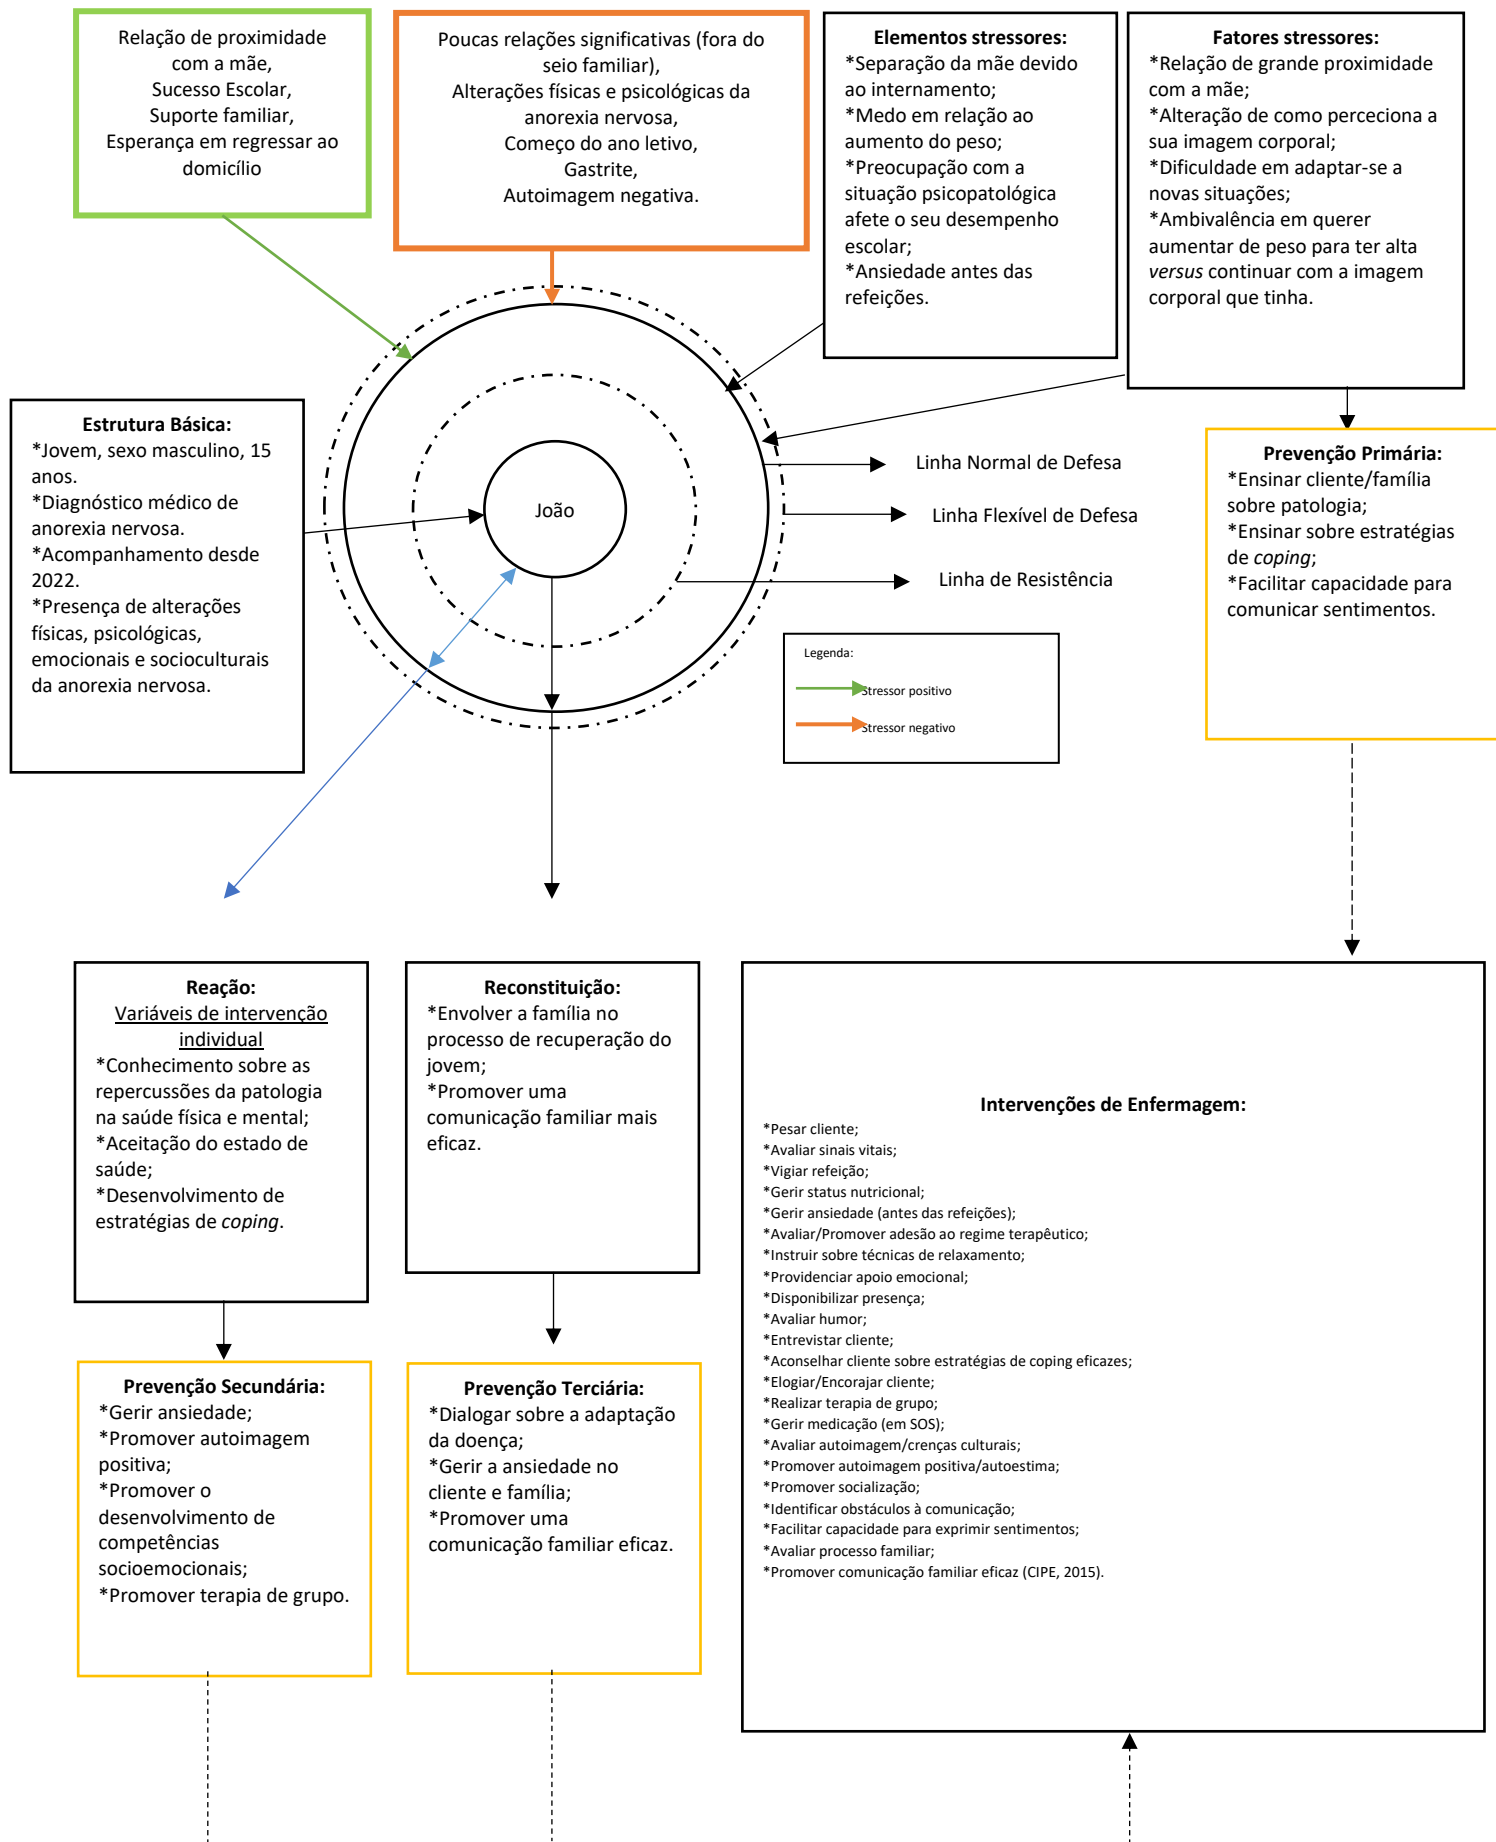 Relação de proximidade
com a mãe,
Sucesso Escolar,
Suporte familiar,
Esperança em regressar ao
domicílio
Poucas relações significativas (fora do
seio familiar),
Alterações físicas e psicológicas da
anorexia nervosa,
Começo do ano letivo,
Gastrite,
Autoimagem negativa.
Elementos stressores:
*Separação da mãe devido
ao internamento;
*Medo em relação ao
aumento do peso;
*Preocupação com a
situação psicopatológica
afete o seu desempenho
escolar;
*Ansiedade antes das
refeições.
Fatores stressores:
*Relação de grande proximidade
com a mãe;
*Alteração de como perceciona a
sua imagem corporal;
*Dificuldade em adaptar-se a
novas situações;
*Ambivalência em querer
aumentar de peso para ter alta
versus continuar com a imagem
corporal que tinha.
Estrutura Básica:
*Jovem, sexo masculino, 15
anos.
*Diagnóstico médico de
anorexia nervosa.
*Acompanhamento desde
2022.
*Presença de alterações
físicas, psicológicas,
emocionais e socioculturais
da anorexia nervosa.
João
Linha Normal de Defesa
Linha Flexível de Defesa
Linha de Resistência
Prevenção Primária:
*Ensinar cliente/família
sobre patologia;
*Ensinar sobre estratégias
de coping;
*Facilitar capacidade para
comunicar sentimentos.
Legenda:
Stressor positivo
Stressor negativo
Reação:
Variáveis de intervenção
individual
*Conhecimento sobre as
repercussões da patologia
na saúde física e mental;
*Aceitação do estado de
saúde;
*Desenvolvimento de
estratégias de coping.
Reconstituição:
*Envolver a família no
processo de recuperação do
jovem;
*Promover uma
comunicação familiar mais
eficaz.
Intervenções de Enfermagem:
*Pesar cliente;
*Avaliar sinais vitais;
*Vigiar refeição;
*Gerir status nutricional;
*Gerir ansiedade (antes das refeições);
*Avaliar/Promover adesão ao regime terapêutico;
*Instruir sobre técnicas de relaxamento;
*Providenciar apoio emocional;
*Disponibilizar presença;
*Avaliar humor;
*Entrevistar cliente;
*Aconselhar cliente sobre estratégias de coping eficazes;
*Elogiar/Encorajar cliente;
*Realizar terapia de grupo;
*Gerir medicação (em SOS);
*Avaliar autoimagem/crenças culturais;
*Promover autoimagem positiva/autoestima;
*Promover socialização;
*Identificar obstáculos à comunicação;
*Facilitar capacidade para exprimir sentimentos;
*Avaliar processo familiar;
*Promover comunicação familiar eficaz (CIPE, 2015).
Prevenção Secundária:
*Gerir ansiedade;
*Promover autoimagem
positiva;
*Promover o
desenvolvimento de
competências
socioemocionais;
*Promover terapia de grupo.
Prevenção Terciária:
*Dialogar sobre a adaptação
da doença;
*Gerir a ansiedade no
cliente e família;
*Promover uma
comunicação familiar eficaz.